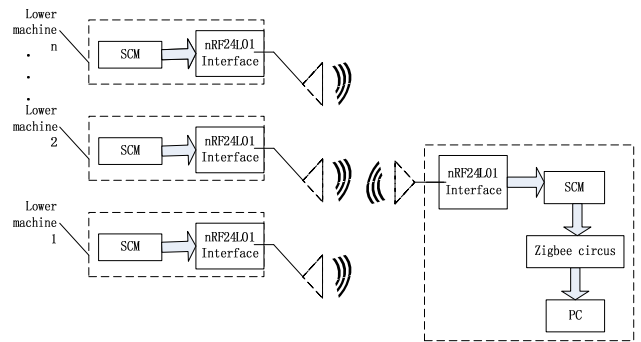 Lower
machine
n
SCM
nRF24L01
Interface
Lower
machine
2
SCM
nRF24L01
Interface
Lower
machine
1
SCM
nRF24L01
Interface
nRF24L01
Interface
SCM
Zigbee circus
PC